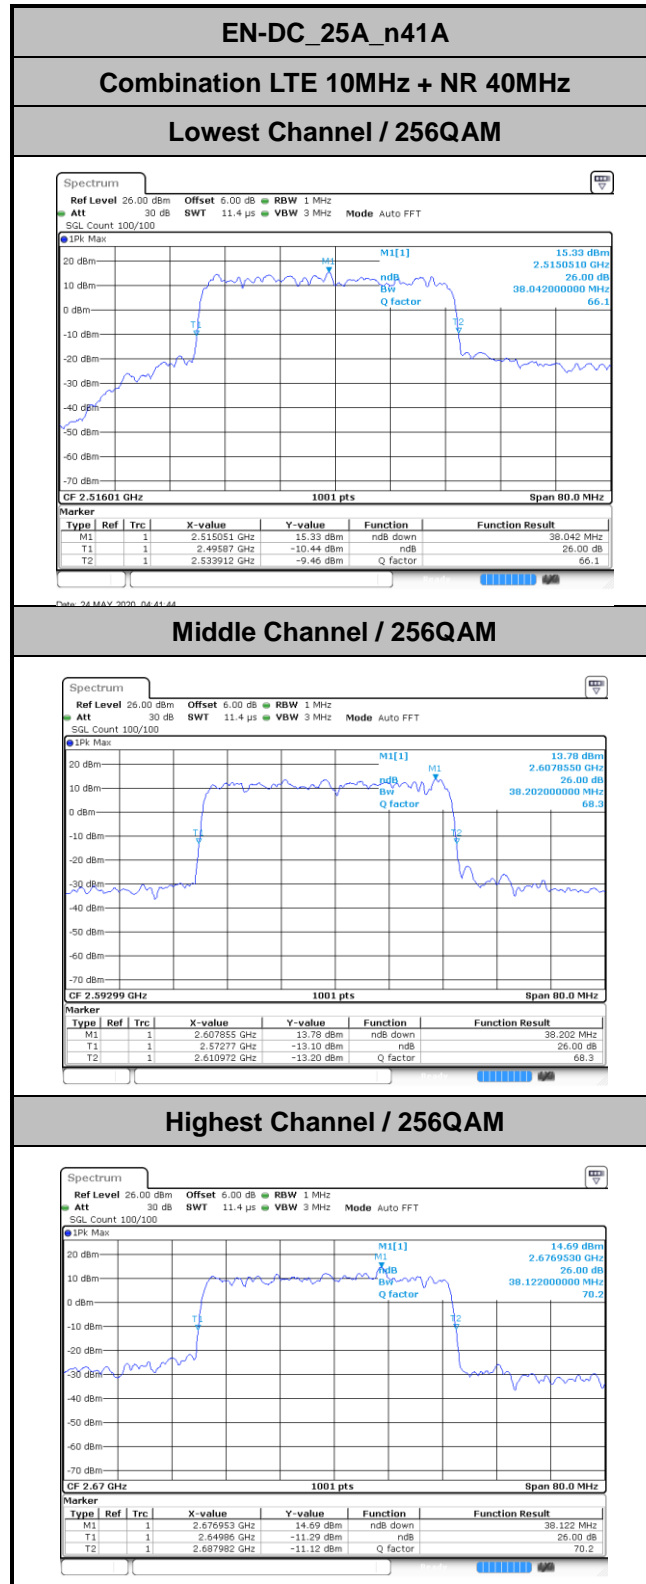 EN-DC_25A_n41A
Combination LTE 10MHz + NR 40MHz
Lowest Channel / 256QAM
Spectrum
Ref Level 26.00 dBm Offset 6.00 dB RBW 1 MHz
Att 30 dB SWT 11.4 µs VBW 3 MHz Mode Auto FFT
SGL Count 100/100
1Pk Max
M1[1] 15.33 dBm
2.5150510 GHz
ndB 26.00 dB
Bw 38.042000000 MHz
Q factor 66.1
M1
T1
T2
20 dBm
10 dBm
0 dBm
-10 dBm
-20 dBm
-30 dBm
-40 dBm
-50 dBm
-60 dBm
-70 dBm
CF 2.51601 GHz 1001 pts Span 80.0 MHz
Marker
Type Ref Trc X-value Y-value Function Function Result
M1 1 2.515051 GHz 15.33 dBm ndB down 38.042 MHz
T1 1 2.49587 GHz -10.44 dBm ndB 26.00 dB
T2 1 2.533912 GHz -9.46 dBm Q factor 66.1
Date: 24 MAY 2020 04:41:44
Middle Channel / 256QAM
Spectrum
Ref Level 26.00 dBm Offset 6.00 dB RBW 1 MHz
Att 30 dB SWT 11.4 µs VBW 3 MHz Mode Auto FFT
SGL Count 100/100
1Pk Max
M1[1] 13.78 dBm
2.6078550 GHz
ndB 26.00 dB
Bw 38.202000000 MHz
Q factor 68.3
M1
T1
T2
20 dBm
10 dBm
0 dBm
-10 dBm
-20 dBm
-30 dBm
-40 dBm
-50 dBm
-60 dBm
-70 dBm
CF 2.59299 GHz 1001 pts Span 80.0 MHz
Marker
Type Ref Trc X-value Y-value Function Function Result
M1 1 2.607855 GHz 13.78 dBm ndB down 38.202 MHz
T1 1 2.57277 GHz -13.10 dBm ndB 26.00 dB
T2 1 2.610972 GHz -13.20 dBm Q factor 68.3
Highest Channel / 256QAM
Spectrum
Ref Level 26.00 dBm Offset 6.00 dB RBW 1 MHz
Att 30 dB SWT 11.4 µs VBW 3 MHz Mode Auto FFT
SGL Count 100/100
1Pk Max
M1[1] 14.69 dBm
2.6769530 GHz
ndB 26.00 dB
Bw 38.122000000 MHz
Q factor 70.2
M1
T1
T2
20 dBm
10 dBm
0 dBm
-10 dBm
-20 dBm
-30 dBm
-40 dBm
-50 dBm
-60 dBm
-70 dBm
CF 2.67 GHz 1001 pts Span 80.0 MHz
Marker
Type Ref Trc X-value Y-value Function Function Result
M1 1 2.676953 GHz 14.69 dBm ndB down 38.122 MHz
T1 1 2.64986 GHz -11.29 dBm ndB 26.00 dB
T2 1 2.687982 GHz -11.12 dBm Q factor 70.2